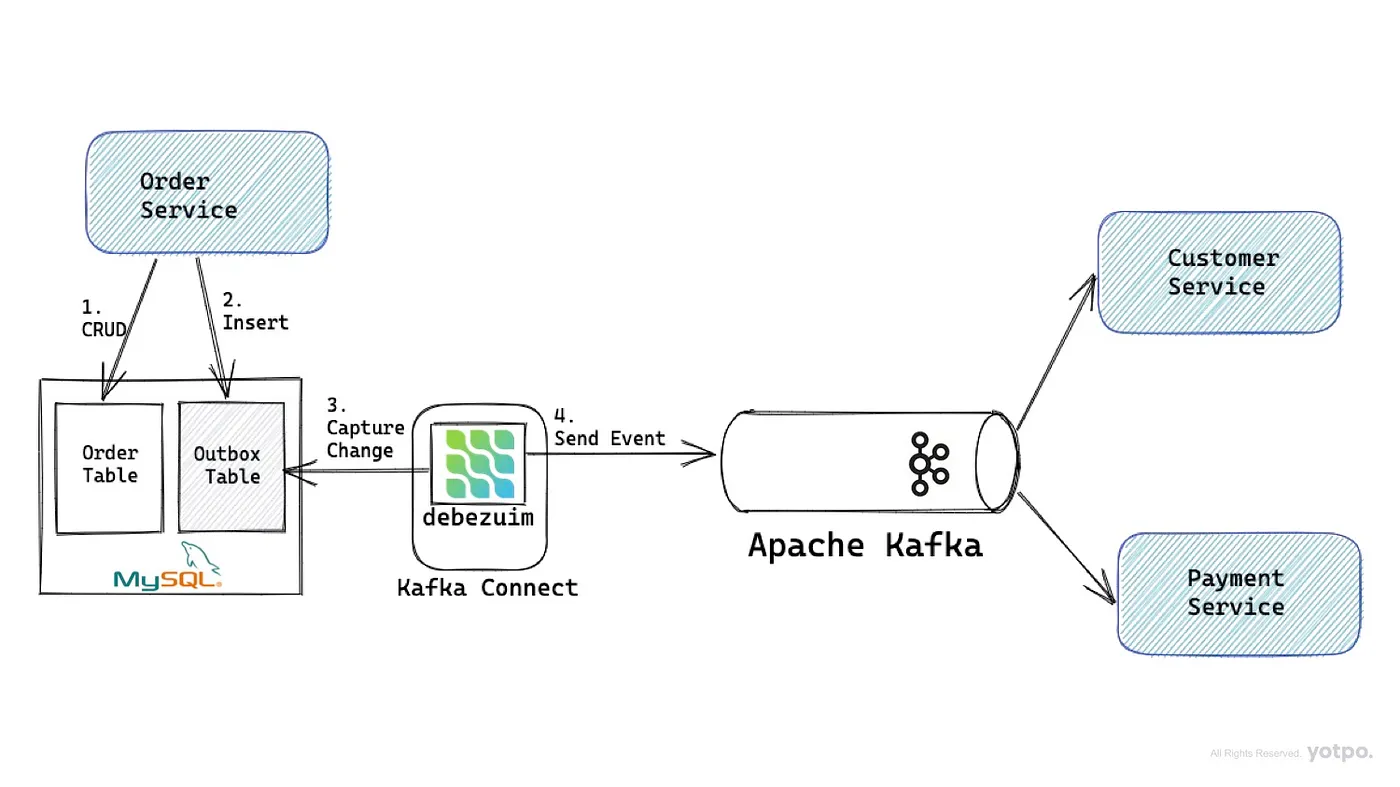 Order
Service
1.
CRUD
2.
Insert
Order
Table
Outbox
Table
MySQL®
3.
Capture
Change
debezuim
Kafka Connect
4.
Send Event
Apache Kafka
Customer
Service
Payment
Service
All Rights Reserved. yotpo.